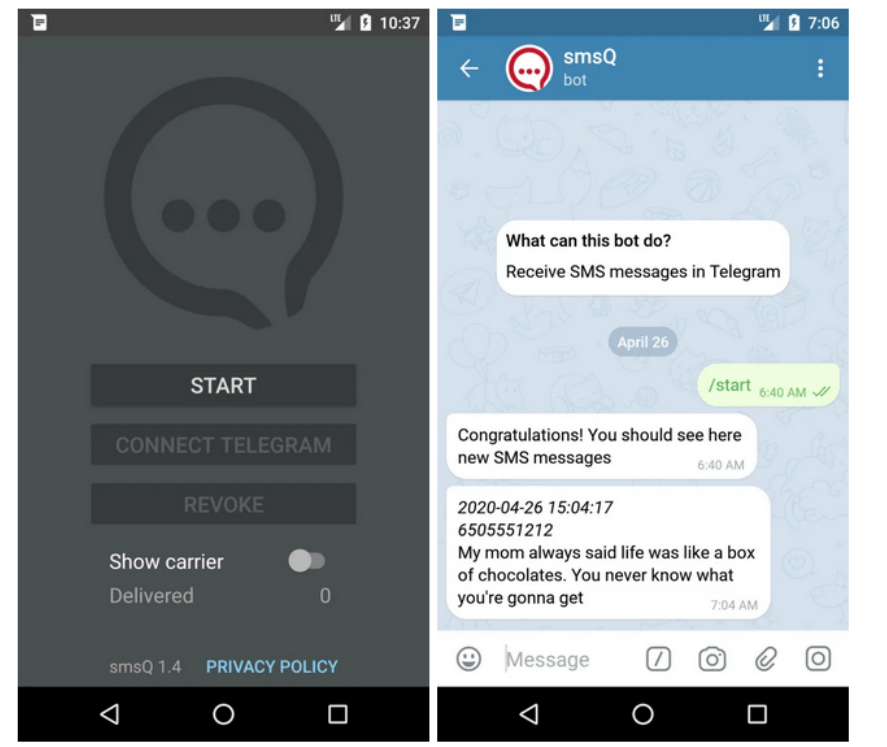 LTE 10:37
START
CONNECT TELEGRAM
REVOKE
Show carrier
Delivered 0
smsQ 1.4 PRIVACY POLICY
LTE 7:06
smsQ
bot
What can this bot do?
Receive SMS messages in Telegram
April 26
/start 6:40 AM
Congratulations! You should see here
new SMS messages 6:40 AM
2020-04-26 15:04:17
6505551212
My mom always said life was like a box
of chocolates. You never know what
you're gonna get 7:04 AM
Message